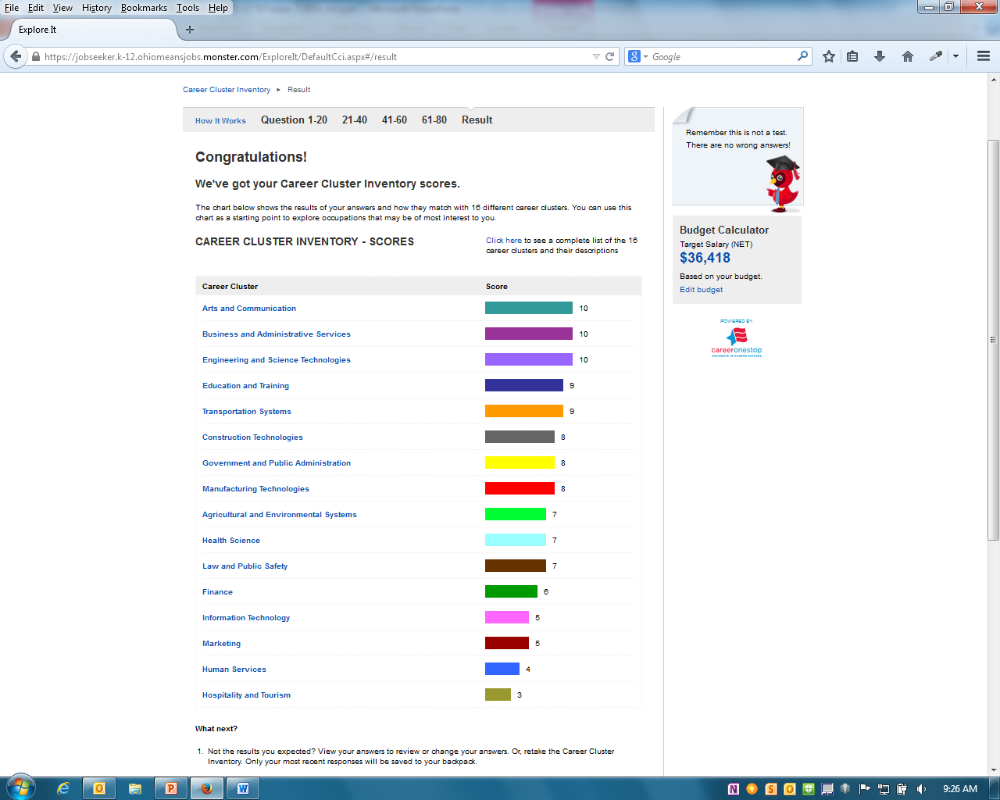 File Edit View History Bookmarks Tools Help
Explore It
https://jobseeker.k-12.ohiomeansjobs.monster.com/ExploreIt/DefaultCci.aspx#/result
Google
Career Cluster Inventory ▸ Result
How It Works Question 1-20 21-40 41-60 61-80 Result
Congratulations!
We've got your Career Cluster Inventory scores.
The chart below shows the results of your answers and how they match with 16 different career clusters. You can use this
chart as a starting point to explore occupations that may be of most interest to you.
CAREER CLUSTER INVENTORY - SCORES
Click here to see a complete list of the 16
career clusters and their descriptions
Career Cluster Score
Arts and Communication 10
Business and Administrative Services 10
Engineering and Science Technologies 10
Education and Training 9
Transportation Systems 9
Construction Technologies 8
Government and Public Administration 8
Manufacturing Technologies 8
Agricultural and Environmental Systems 7
Health Science 7
Law and Public Safety 7
Finance 6
Information Technology 5
Marketing 5
Human Services 4
Hospitality and Tourism 3
What next?
1. Not the results you expected? View your answers to review or change your answers. Or, retake the Career Cluster
Inventory. Only your most recent responses will be saved to your backpack.
Remember this is not a test.
There are no wrong answers!
Budget Calculator
Target Salary (NET)
$36,418
Based on your budget.
Edit budget
POWERED BY:
careeronestop
PATHWAYS TO CAREER SUCCESS
9:26 AM